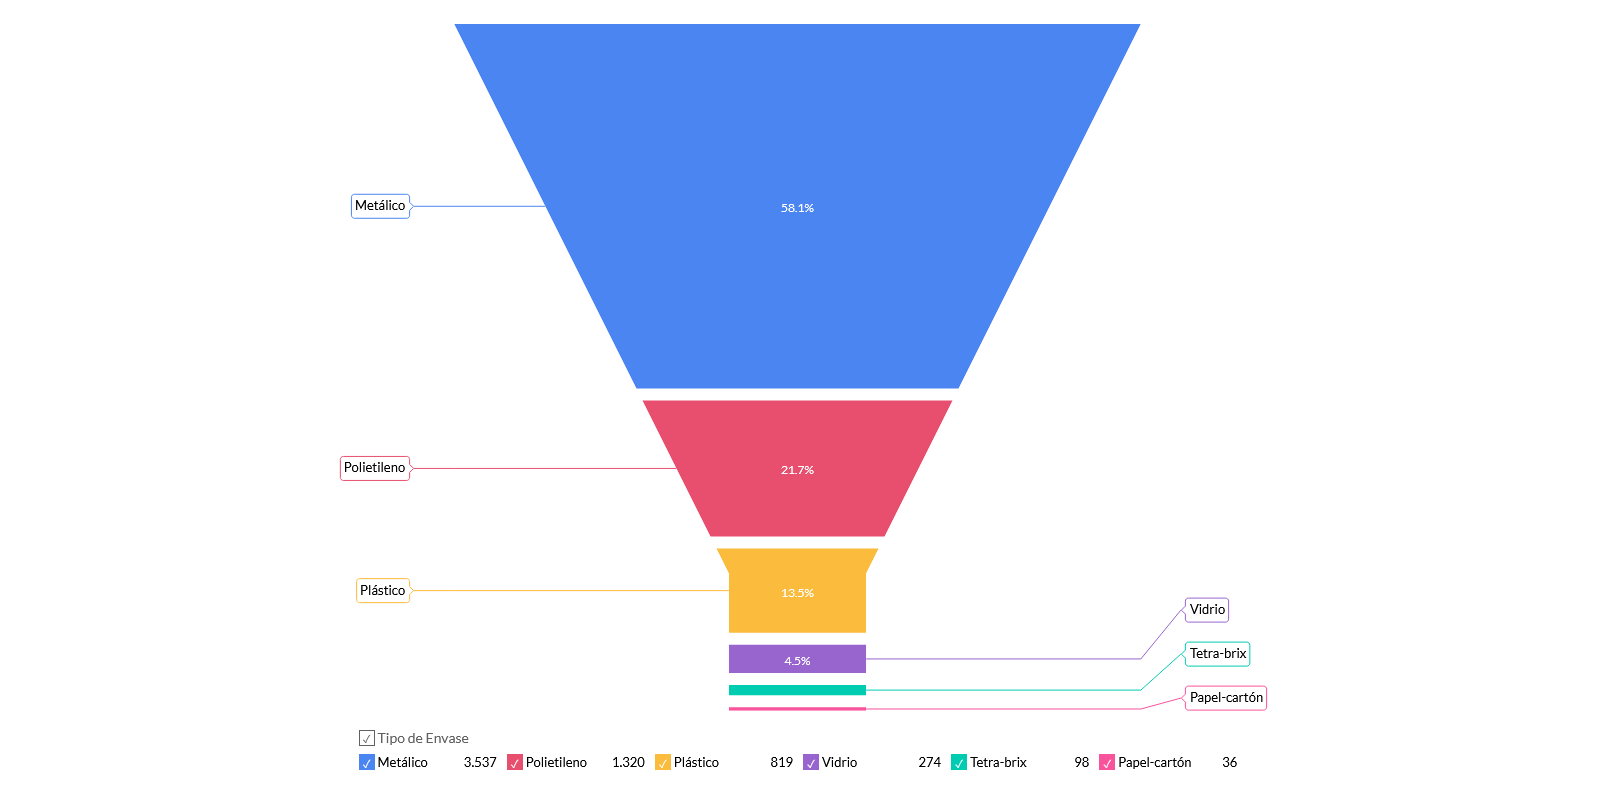 58.1%
Metálico
21.7%
Polietileno
13.5%
Plástico
Vidrio
4.5%
Tetra-brix
Papel-cartón
Tipo de Envase
Metálico 3.537 Polietileno 1.320 Plástico 819 Vidrio 274 Tetra-brix 98 Papel-cartón 36